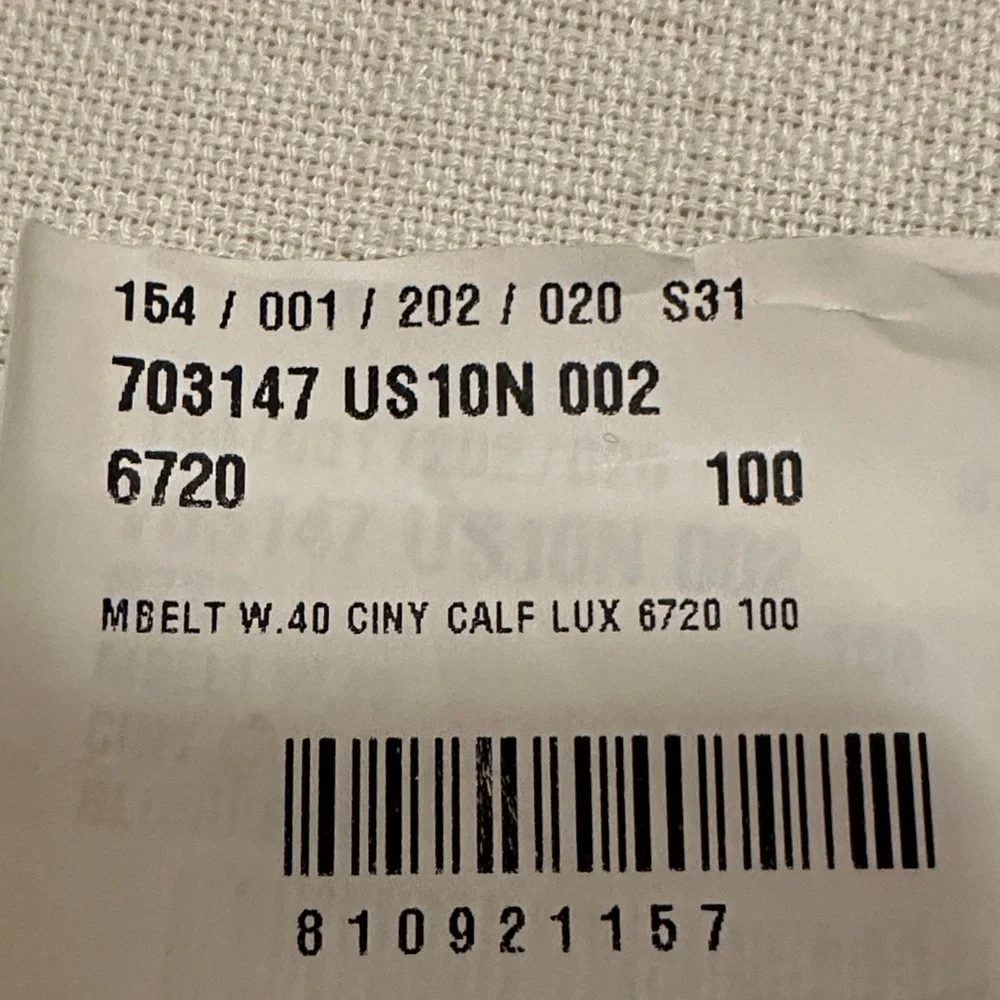 154 / 001 / 202 / 020 S31
703147 US10N 002
6720 100
MBELT W.40 CINY CALF LUX 6720 100
810921157